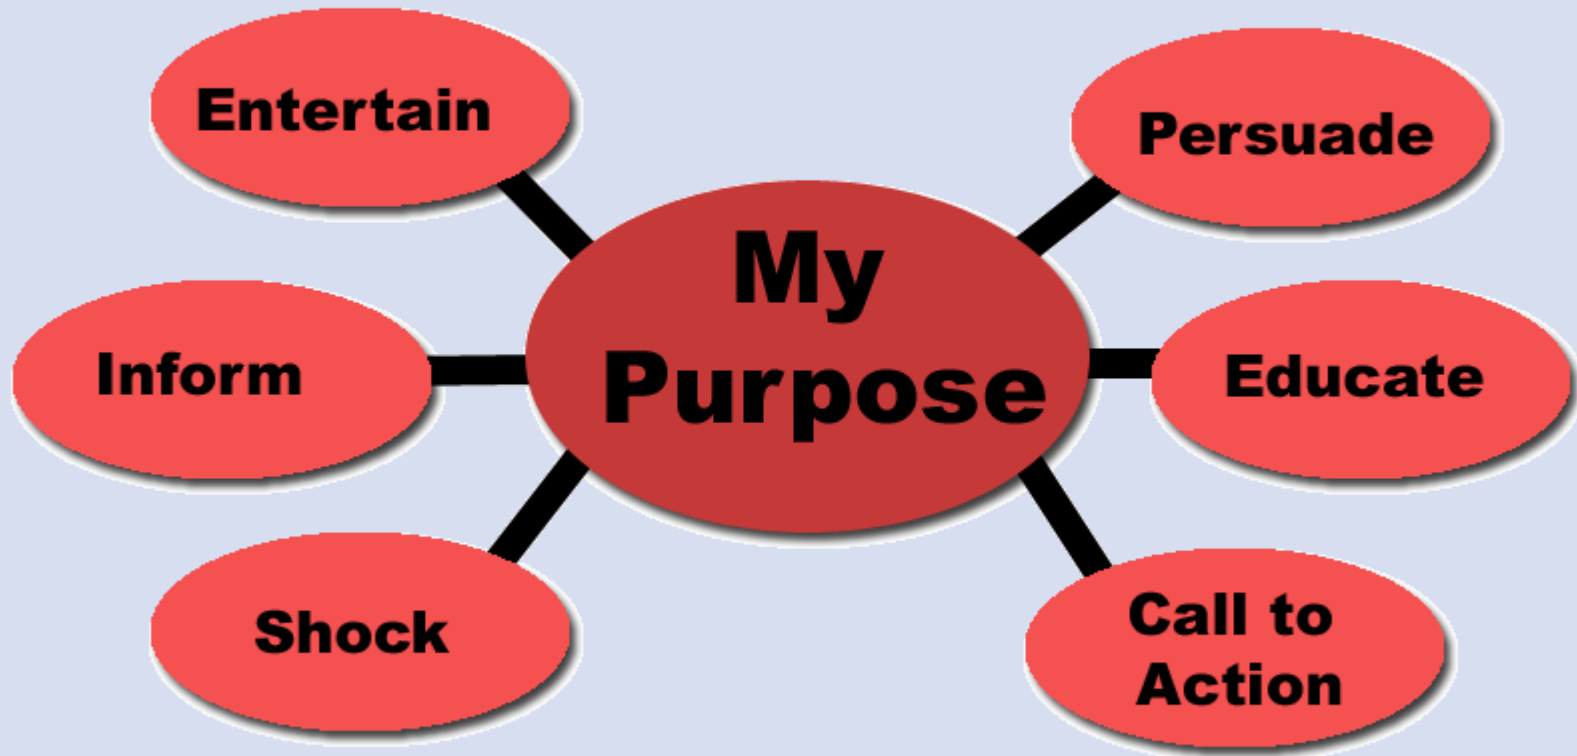 Entertain
Persuade
My
Purpose
Inform
Educate
Shock
Call to
Action